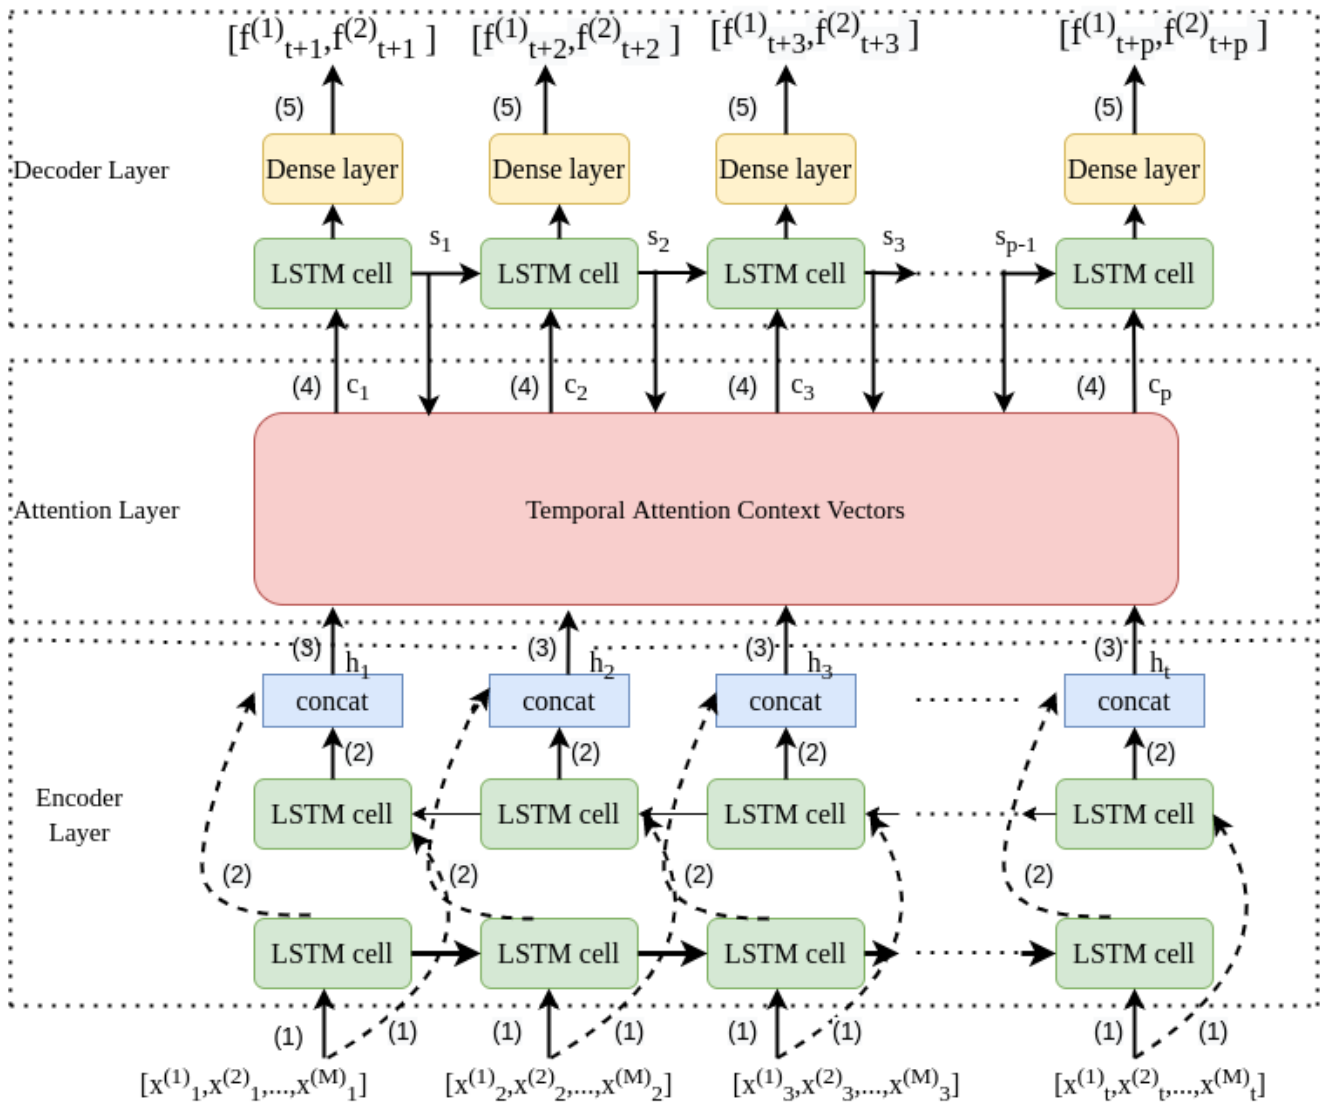 [f⁽¹⁾ₜ₊₁,f⁽²⁾ₜ₊₁ ] [f⁽¹⁾ₜ₊₂,f⁽²⁾ₜ₊₂ ] [f⁽¹⁾ₜ₊₃,f⁽²⁾ₜ₊₃ ] [f⁽¹⁾ₜ₊ₚ,f⁽²⁾ₜ₊ₚ ]
(5) (5) (5) (5)
Decoder Layer Dense layer Dense layer Dense layer Dense layer
s₁ s₂ s₃ sₚ₋₁
LSTM cell LSTM cell LSTM cell LSTM cell
(4) c₁ (4) c₂ (4) c₃ (4) cₚ
Attention Layer Temporal Attention Context Vectors
(3) h₁ (3) h₂ (3) h₃ (3) hₜ
concat concat concat concat
(2) (2) (2) (2)
Encoder
Layer
LSTM cell LSTM cell LSTM cell LSTM cell
(2) (2) (2) (2)
LSTM cell LSTM cell LSTM cell LSTM cell
(1) (1) (1) (1) (1) (1) (1) (1)
[x⁽¹⁾₁,x⁽²⁾₁,...,x⁽ᴹ⁾₁] [x⁽¹⁾₂,x⁽²⁾₂,...,x⁽ᴹ⁾₂] [x⁽¹⁾₃,x⁽²⁾₃,...,x⁽ᴹ⁾₃] [x⁽¹⁾ₜ,x⁽²⁾ₜ,...,x⁽ᴹ⁾ₜ]